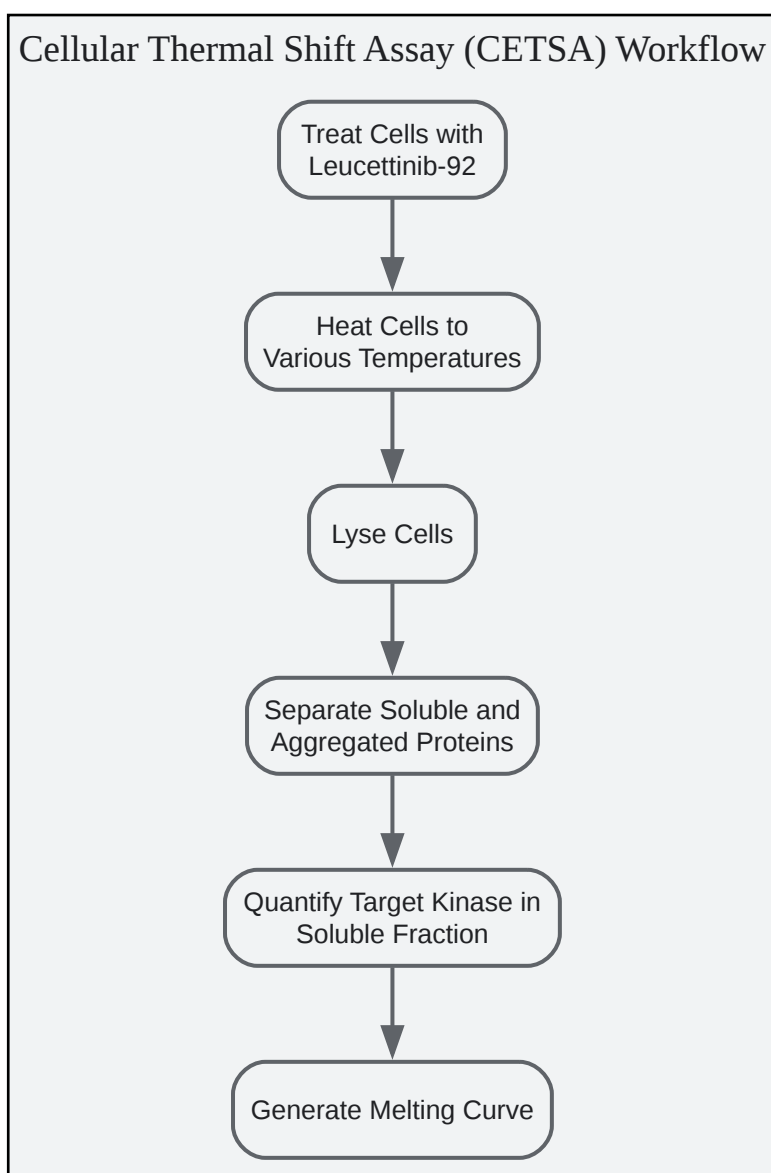 Cellular Thermal Shift Assay (CETSA) Workflow
Treat Cells with
Leucettinib-92
Heat Cells to
Various Temperatures
Lyse Cells
Separate Soluble and
Aggregated Proteins
Quantify Target Kinase in
Soluble Fraction
Generate Melting Curve